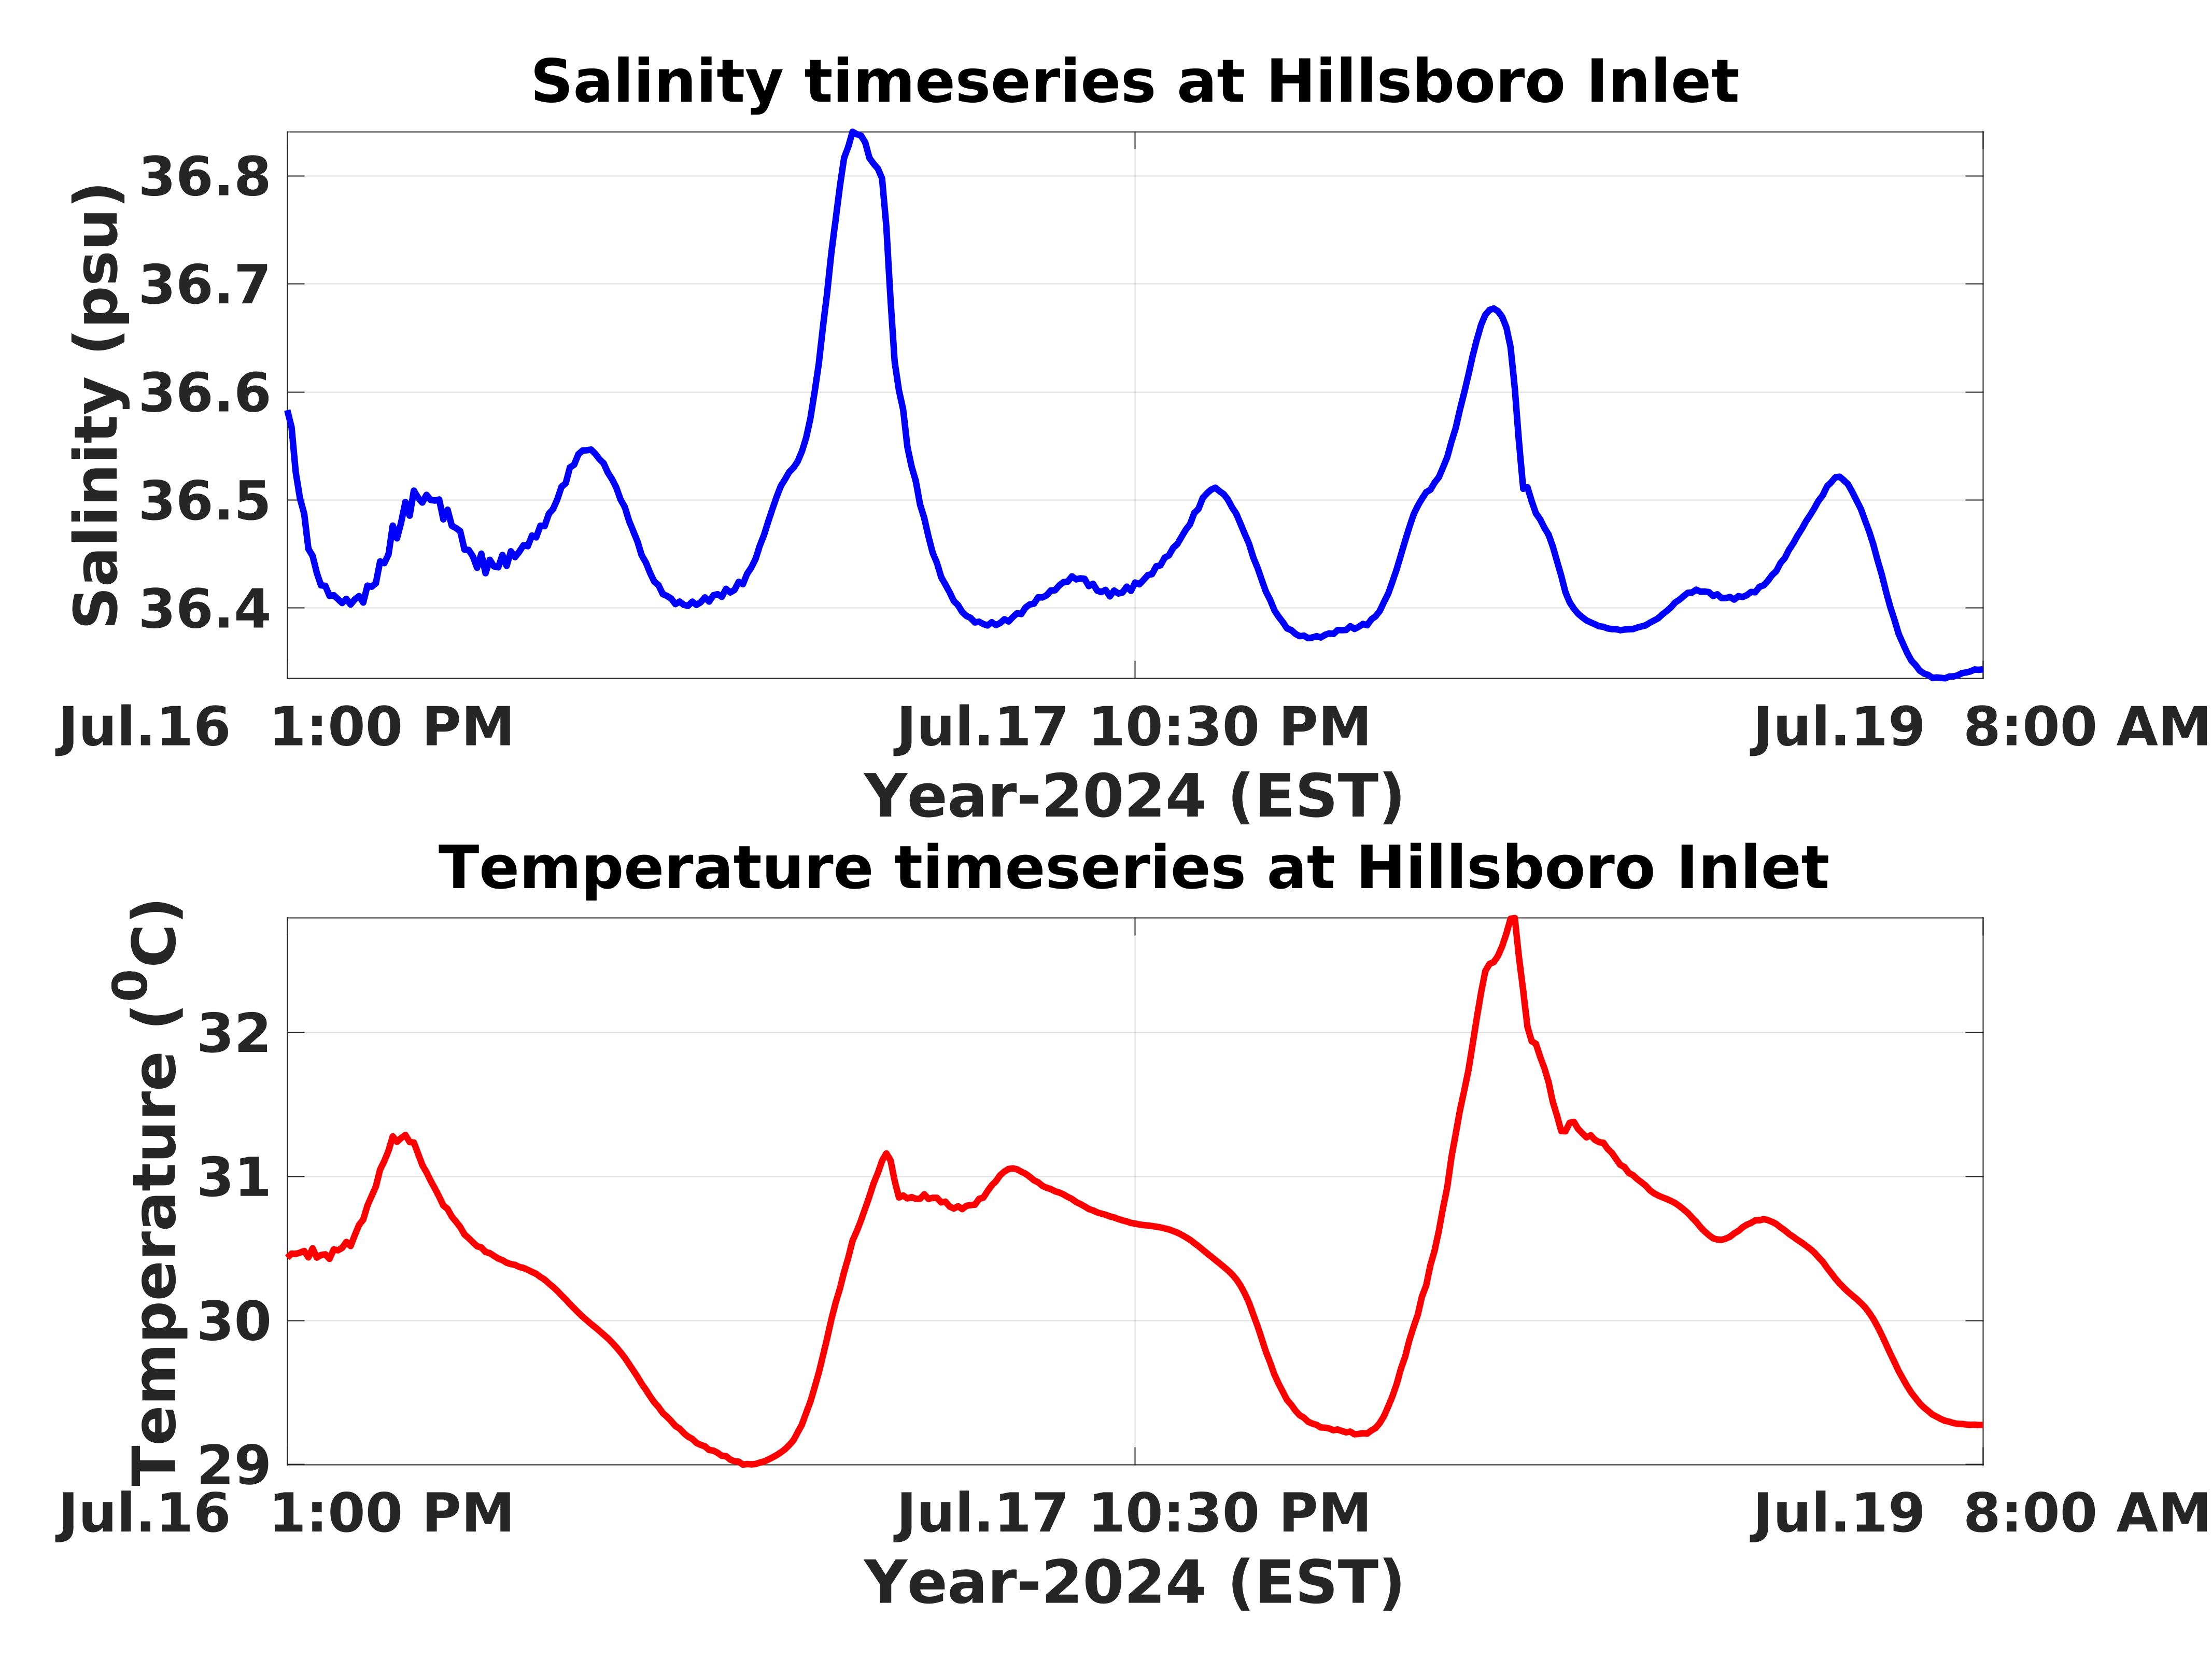 Salinity timeseries at Hillsboro Inlet
Salinity (psu)
36.8
36.7
36.6
36.5
36.4
Jul.16  1:00 PM
Jul.17 10:30 PM
Jul.19  8:00 AM
Year-2024 (EST)
Temperature timeseries at Hillsboro Inlet
Temperature (⁰C)
32
31
30
29
Jul.16  1:00 PM
Jul.17 10:30 PM
Jul.19  8:00 AM
Year-2024 (EST)